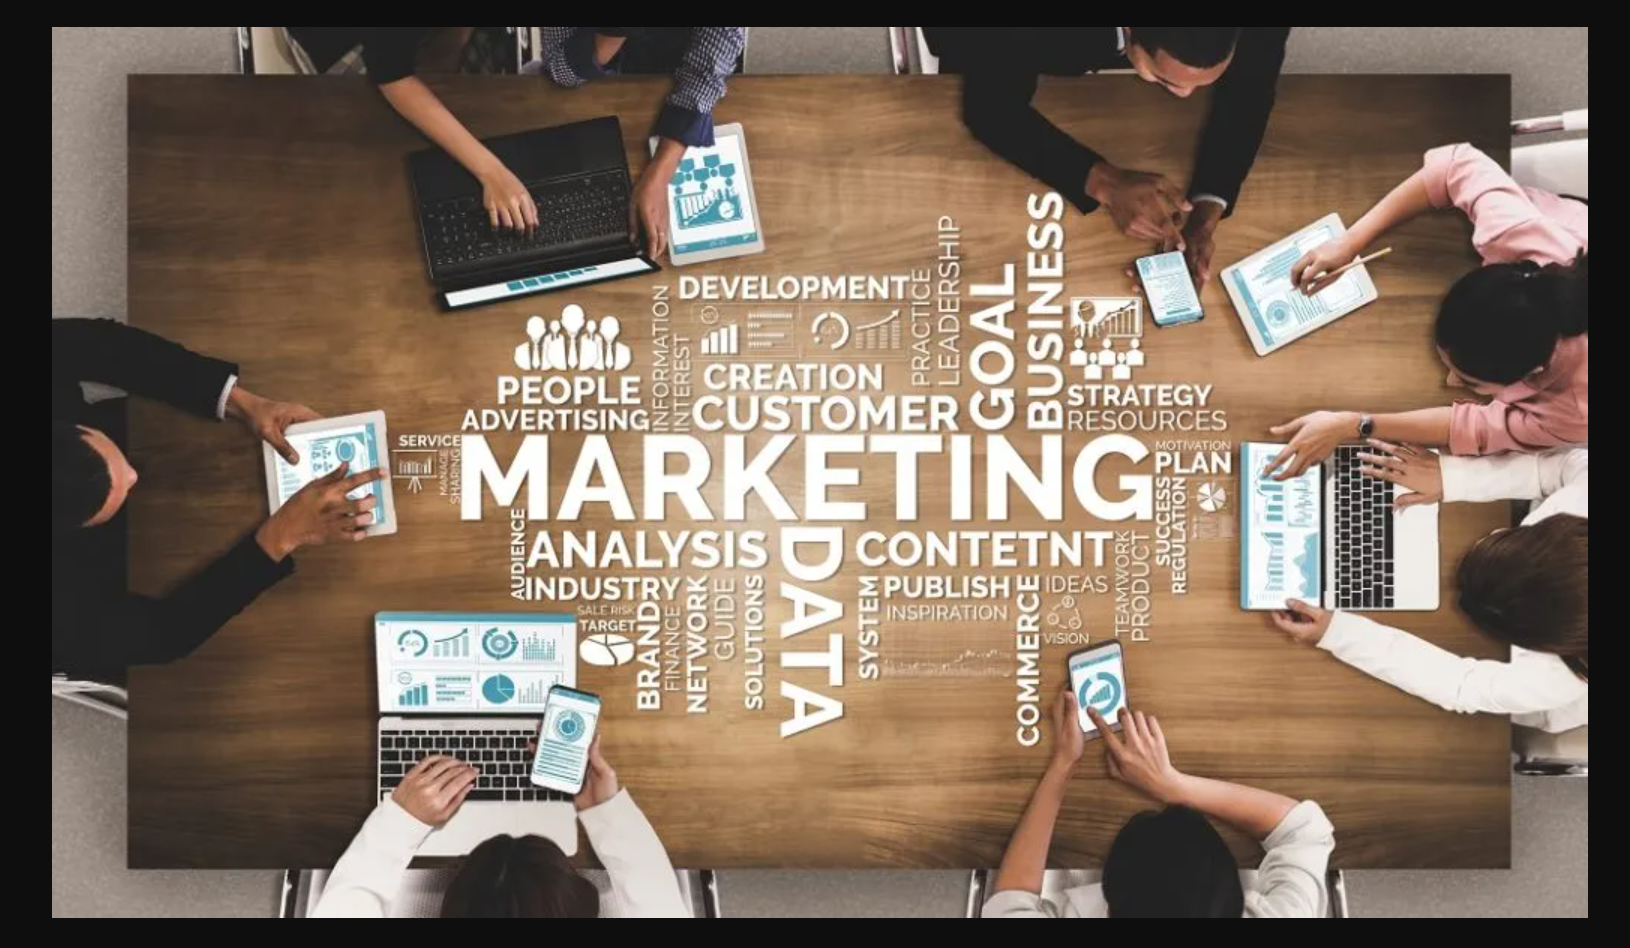 DEVELOPMENT
PRACTICE
LEADERSHIP
GOAL
BUSINESS
INFORMATION
INTEREST
PEOPLE
CREATION
STRATEGY
ADVERTISING
CUSTOMER
RESOURCES
SERVICE
MANAGE
SHARING
MARKETING
MOTIVATION
PLAN
SUCCESS
REGULATION
AUDIENCE
ANALYSIS
DATA
CONTETNT
TEAMWORK
PRODUCT
INDUSTRY
SALE RISK
TARGET
BRAND
FINANCE
NETWORK
GUIDE
SOLUTIONS
SYSTEM
PUBLISH
INSPIRATION
COMMERCE
IDEAS
VISION